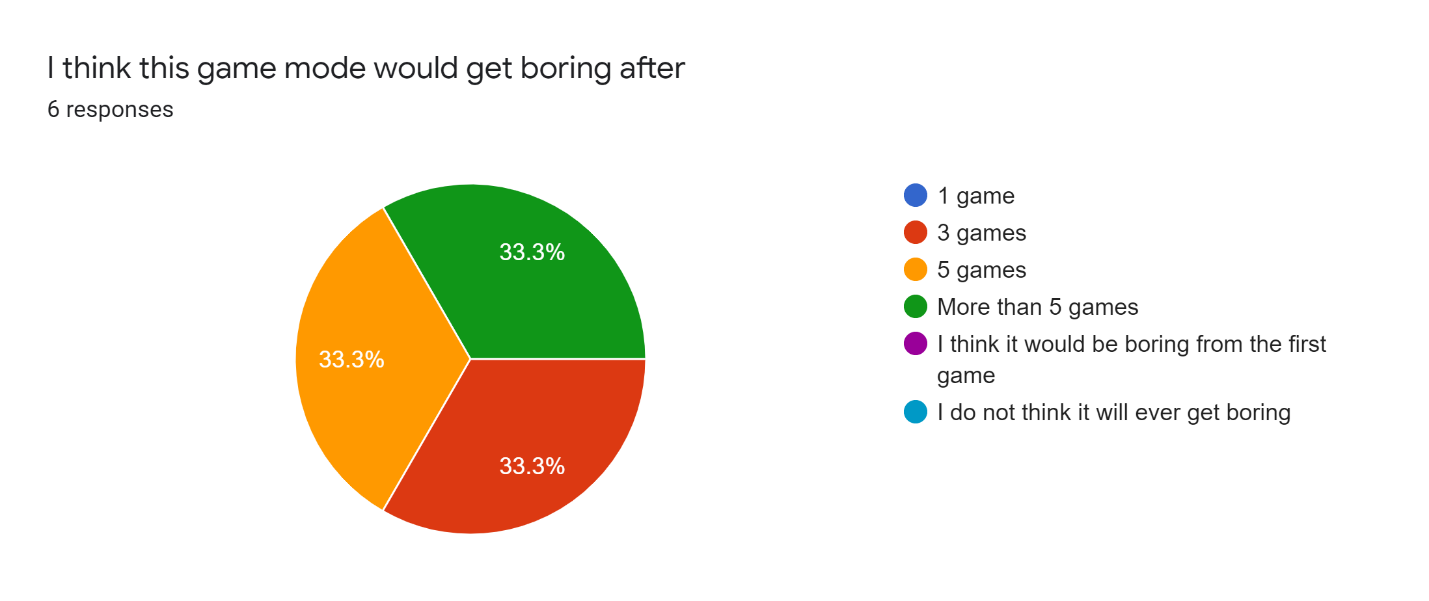 I think this game mode would get boring after
6 responses
33.3%
33.3%
33.3%
1 game
3 games
5 games
More than 5 games
I think it would be boring from the first
game
I do not think it will ever get boring